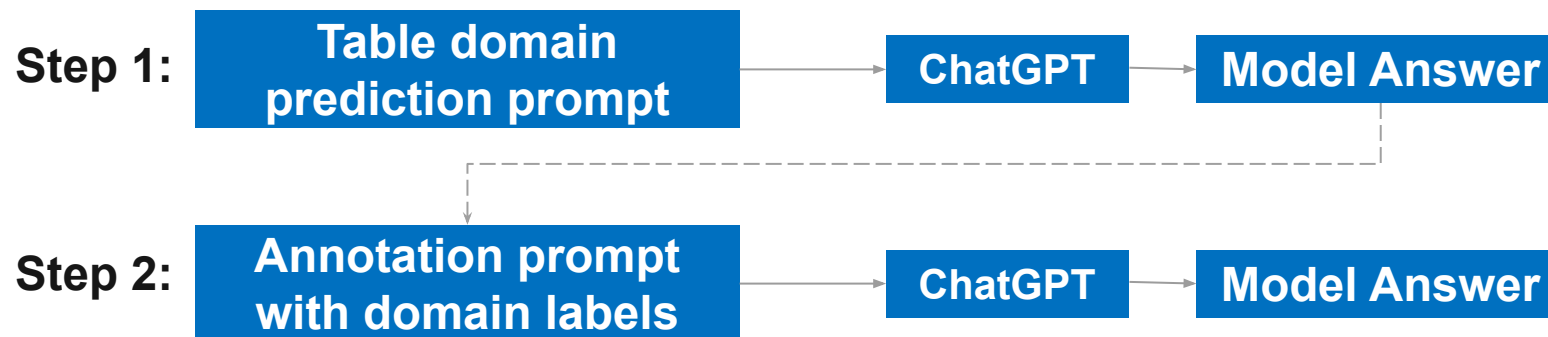 Step 1:
Table domain
prediction prompt
ChatGPT
Model Answer
Step 2:
Annotation prompt
with domain labels
ChatGPT
Model Answer